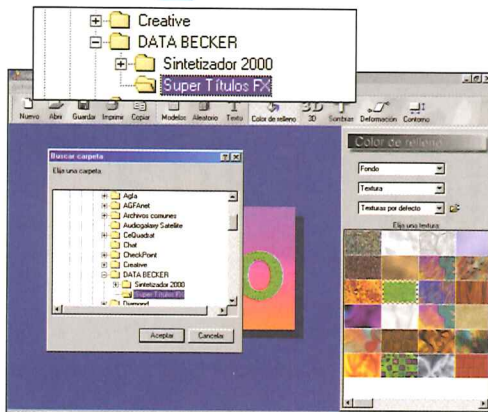 Creative
DATA BECKER
Sintetizador 2000
Super Títulos FX
Nuevo Abrir Guardar Imprimir Copiar Modelos Aleatorio Texto Color de relleno 3D Sombras Deformación Contorno
Color de relleno
Fondo
Textura
Texturas por defecto
Elija una textura
Buscar carpeta
Elija una carpeta
Agfa
AGFAnet
Archivos comunes
Audiogalaxy Satellite
CeQuadrat
Chat
CheckPoint
Creative
DATA BECKER
Sintetizador 2000
Super Títulos FX
Diamond
Aceptar Cancelar
O